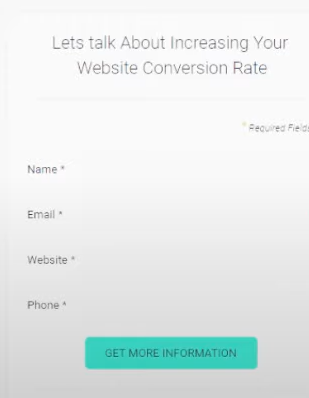 Lets talk About Increasing Your
Website Conversion Rate
* Required Fields
Name *
Email *
Website *
Phone *
GET MORE INFORMATION